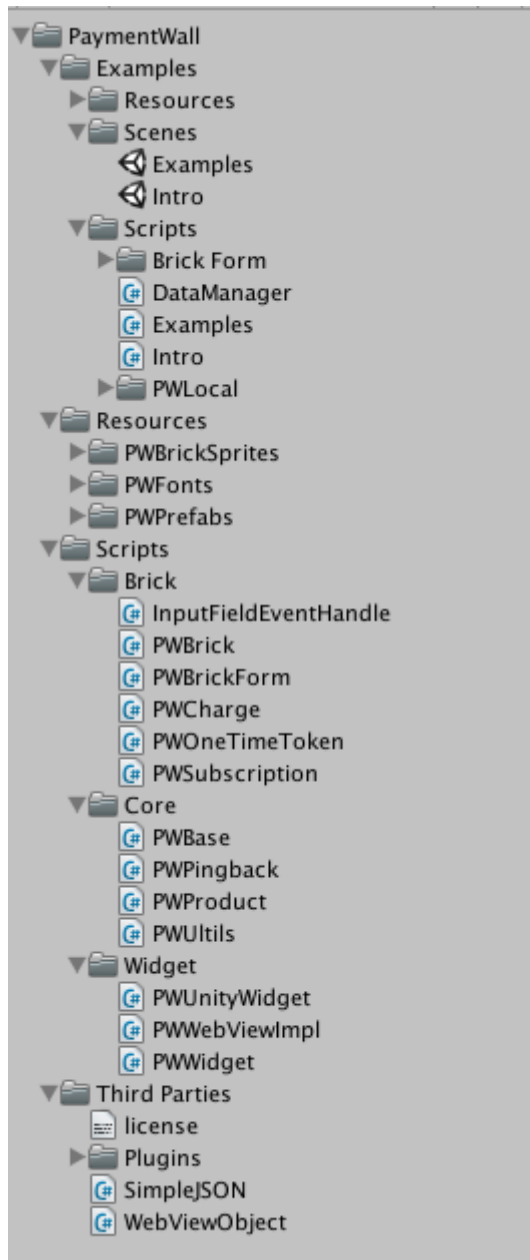 PaymentWall
Examples
Resources
Scenes
Examples
Intro
Scripts
Brick Form
DataManager
Examples
Intro
PWLocal
Resources
PWBrickSprites
PWFonts
PWPrefabs
Scripts
Brick
InputFieldEventHandle
PWBrick
PWBrickForm
PWCharge
PWOneTimeToken
PWSubscription
Core
PWBase
PWPingback
PWProduct
PWUltils
Widget
PWUnityWidget
PWWebViewImpl
PWWidget
Third Parties
license
Plugins
SimpleJSON
WebViewObject